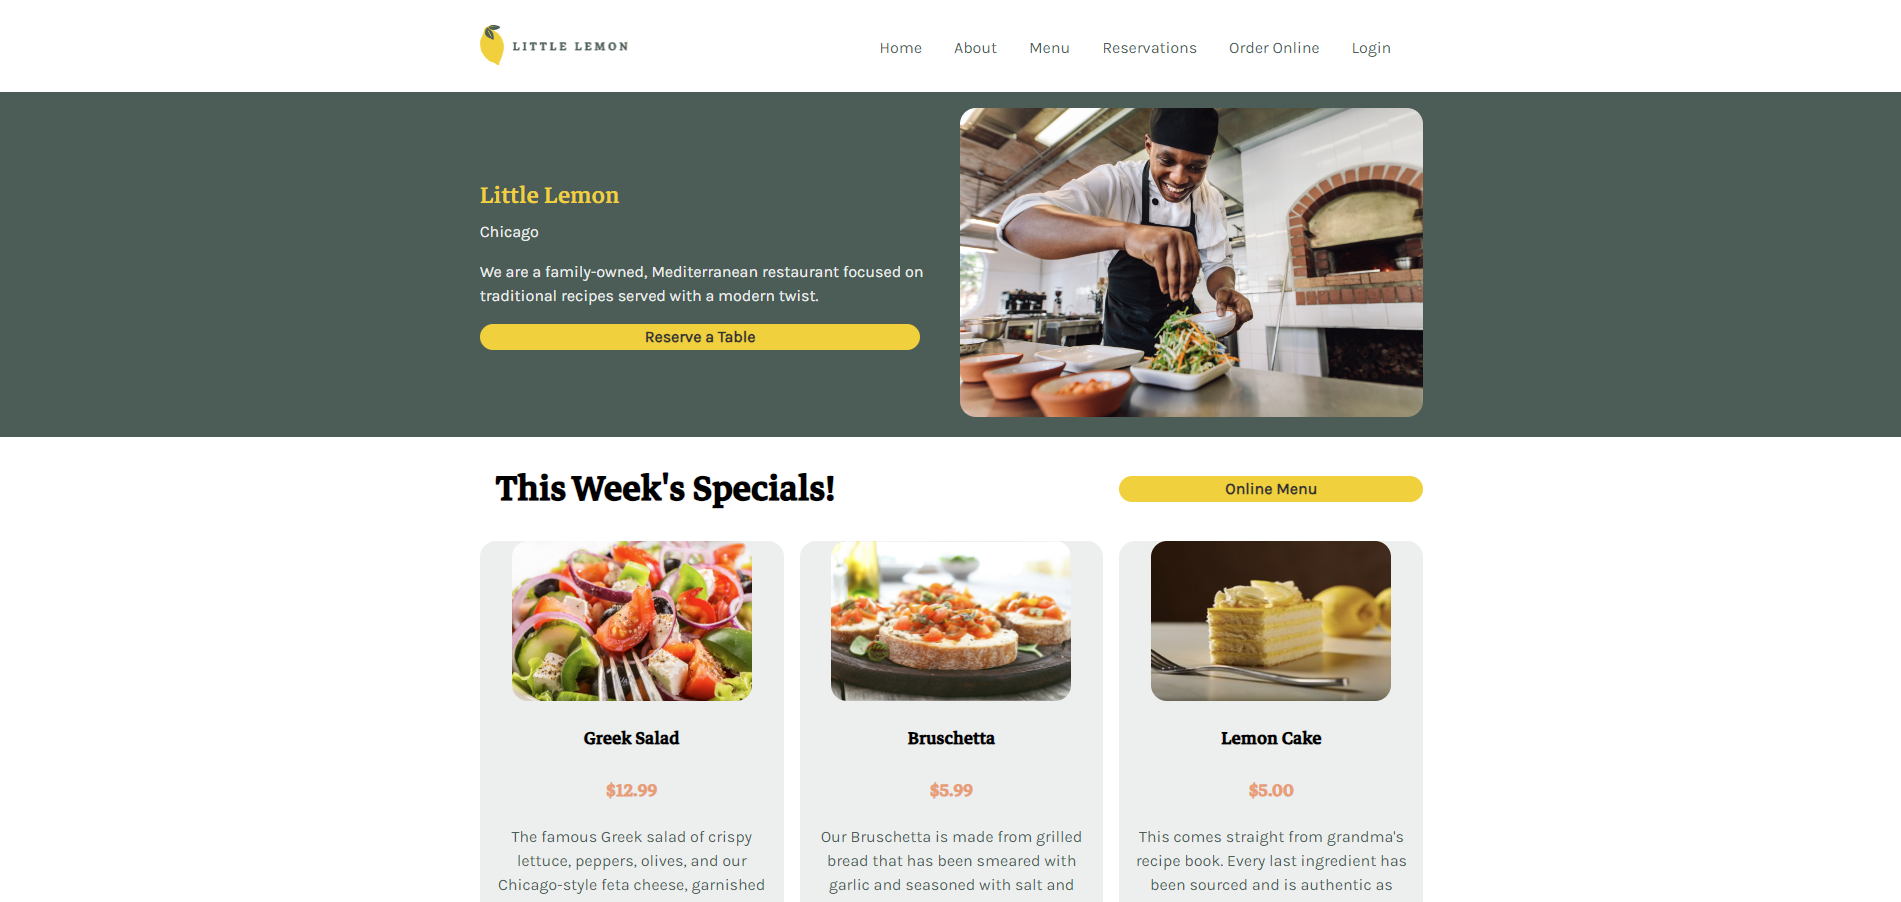 LITTLE LEMON
Home About Menu Reservations Order Online Login
Little Lemon
Chicago
We are a family-owned, Mediterranean restaurant focused on
traditional recipes served with a modern twist.
Reserve a Table
This Week's Specials!
Online Menu
Greek Salad
$12.99
The famous Greek salad of crispy
lettuce, peppers, olives, and our
Chicago-style feta cheese, garnished
Bruschetta
$5.99
Our Bruschetta is made from grilled
bread that has been smeared with
garlic and seasoned with salt and
Lemon Cake
$5.00
This comes straight from grandma's
recipe book. Every last ingredient has
been sourced and is authentic as